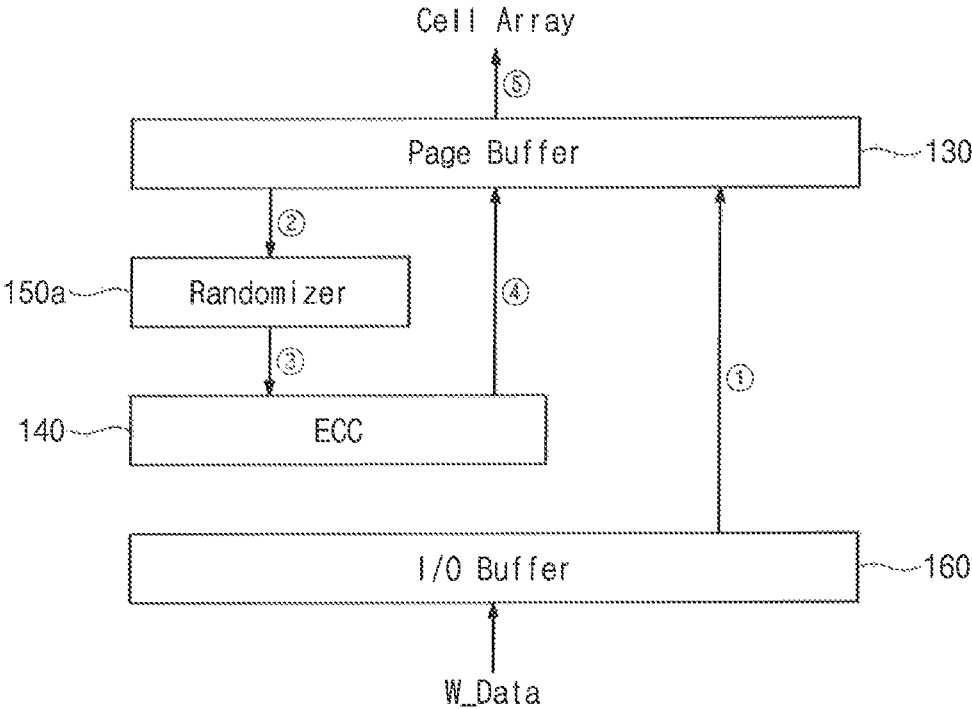 Cell Array
⑤
Page Buffer
130
②
150a
Randomizer
④
③
①
140
ECC
I/O Buffer
160
W_Data